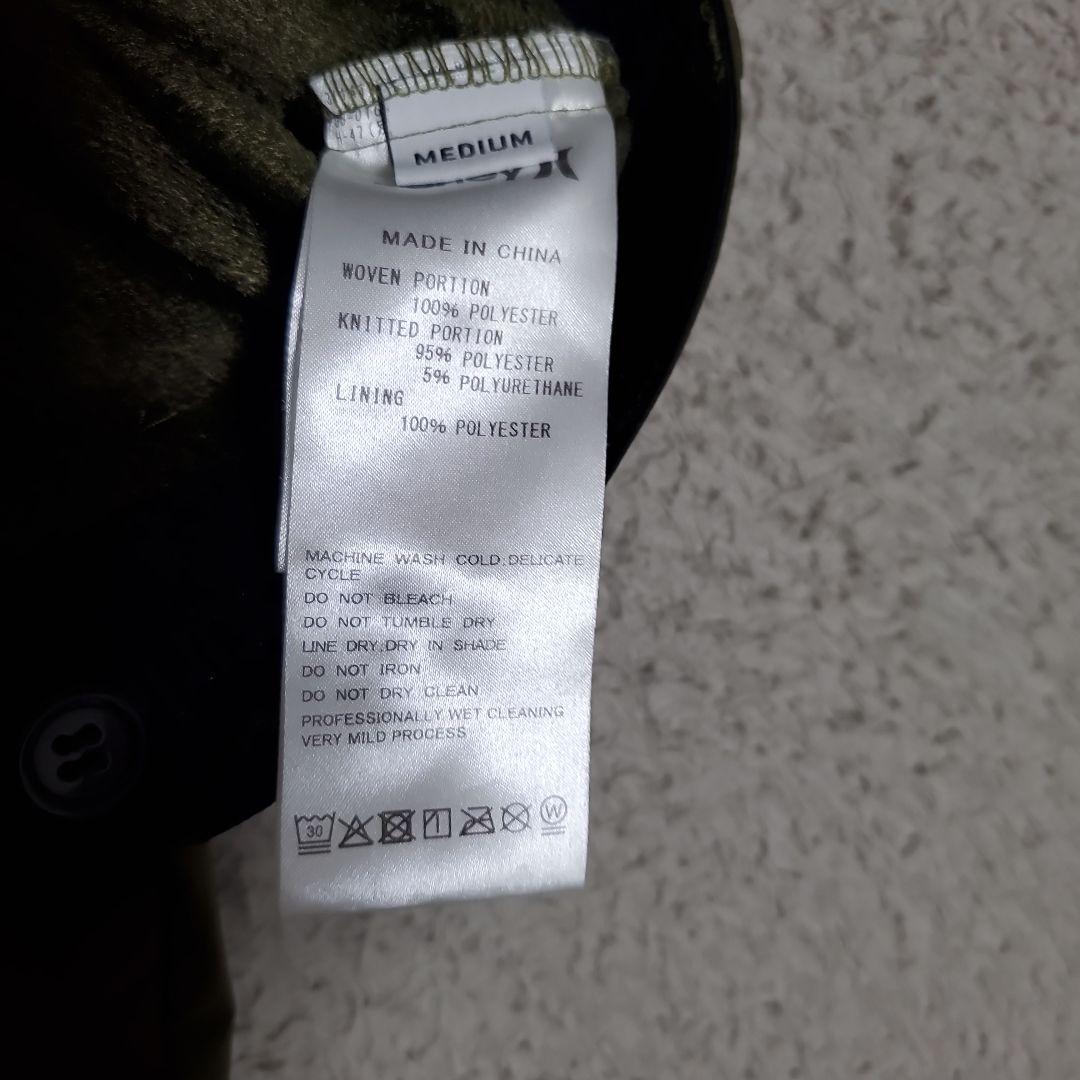 MEDIUM
MADE IN CHINA
WOVEN PORTION
100% POLYESTER
KNITTED PORTION
95% POLYESTER
5% POLYURETHANE
LINING
100% POLYESTER
MACHINE WASH COLD,DELICATE
CYCLE
DO NOT BLEACH
DO NOT TUMBLE DRY
LINE DRY,DRY IN SHADE
DO NOT IRON
DO NOT DRY CLEAN
PROFESSIONALLY WET CLEANING
VERY MILD PROCESS
30 W